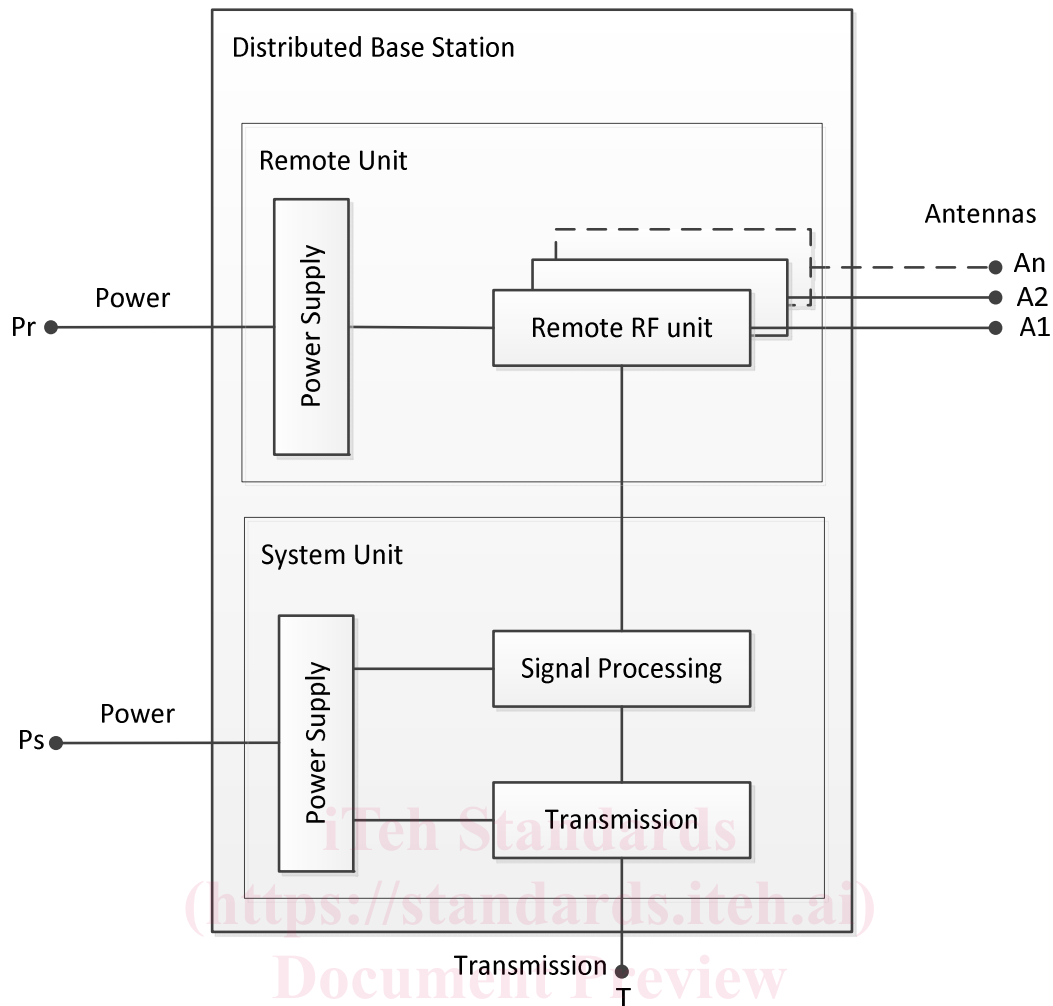 Distributed Base Station
Remote Unit
Antennas
Power Supply
An
Power
A2
Pr
Remote RF unit
A1
System Unit
Signal Processing
Power
Power Supply
Ps
Transmission
iTeh Standards
(https://standards.iteh.ai)
Transmission
Document Preview
T